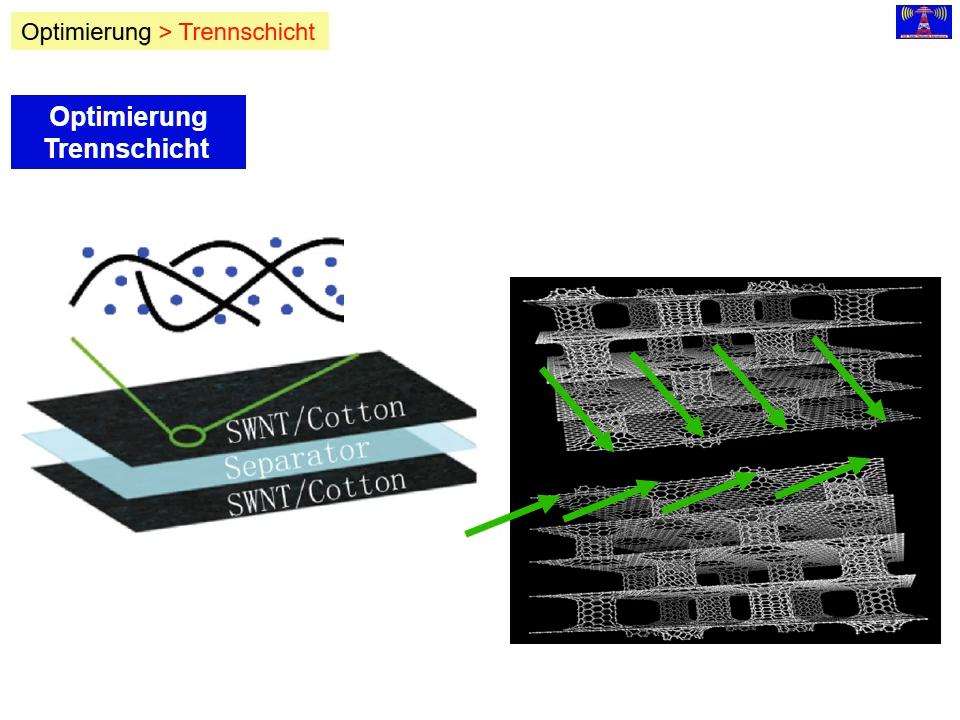 Optimierung > Trennschicht
Optimierung
Trennschicht
SWNT/Cotton
Separator
SWNT/Cotton